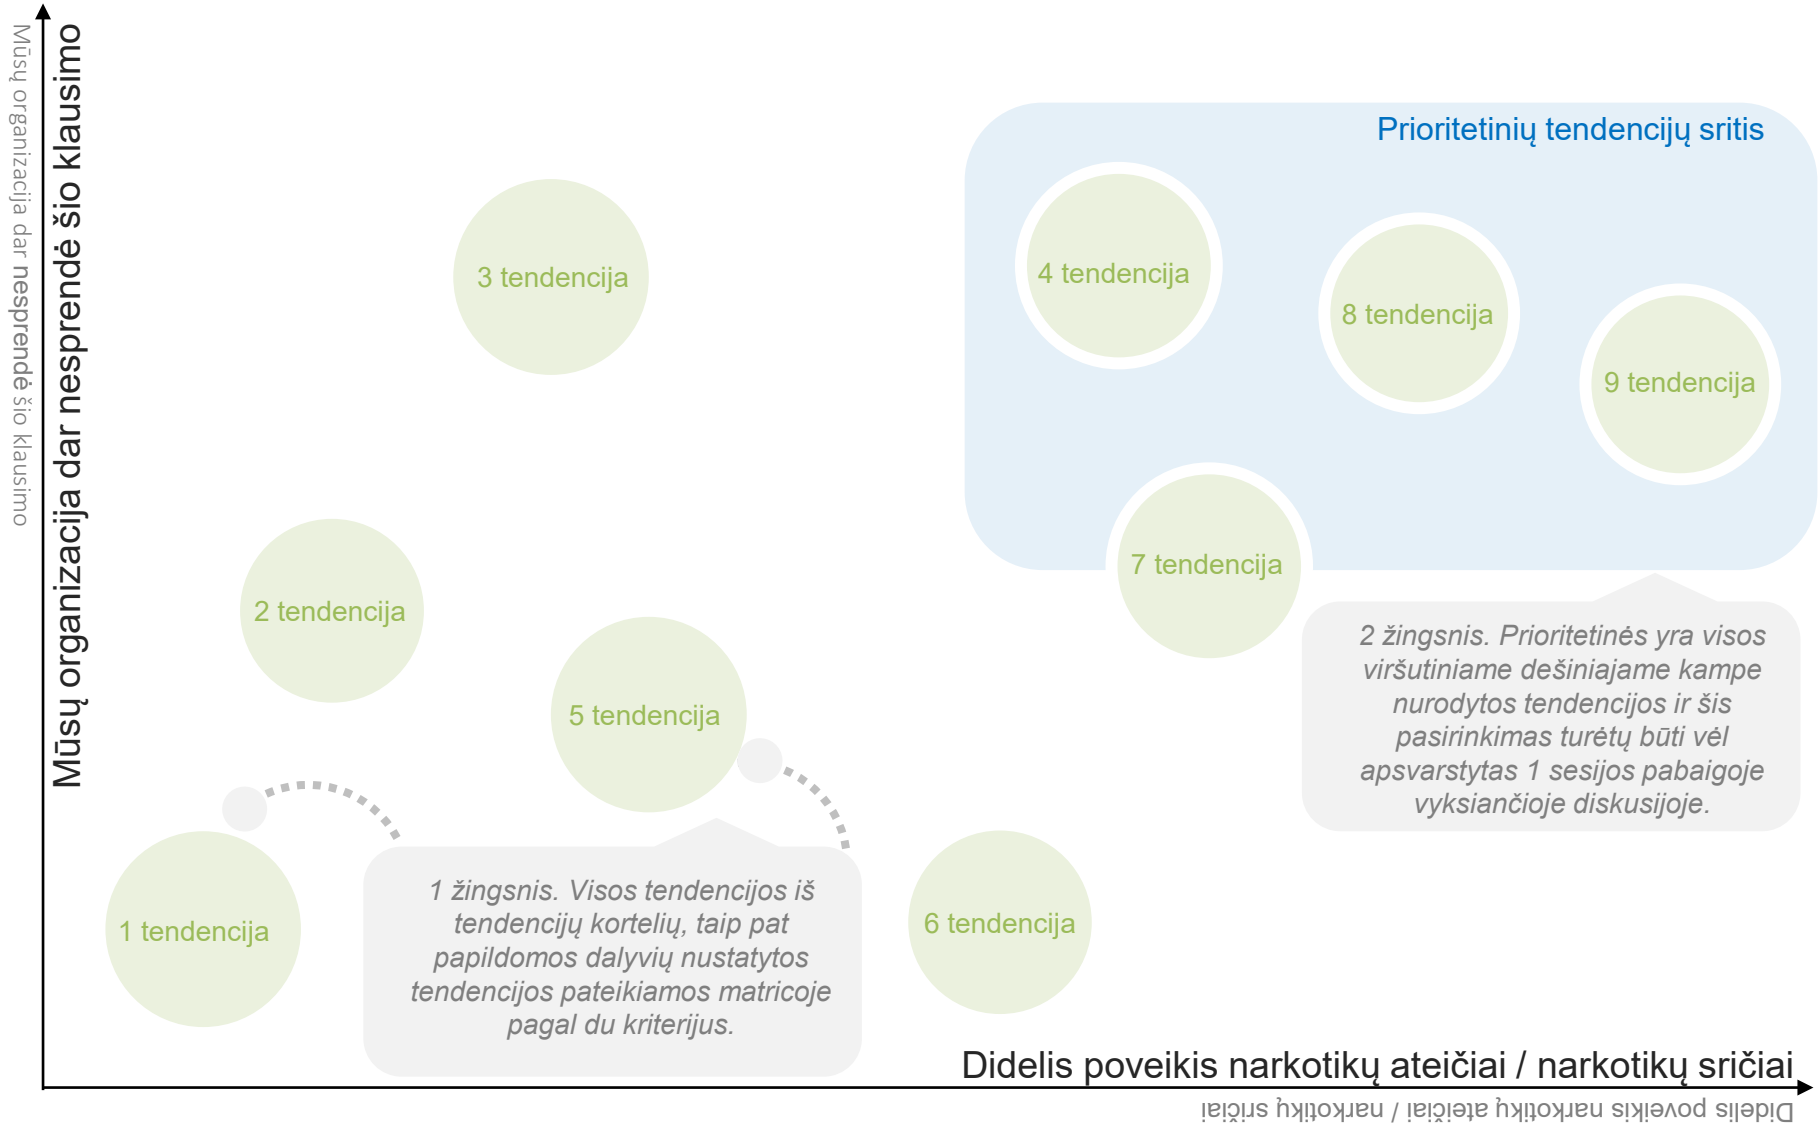 Mūsų organizacija dar nesprendė šio klausimo
Mūsų organizacija dar nesprendė šio klausimo
Prioritetinių tendencijų sritis
3 tendencija
4 tendencija
8 tendencija
9 tendencija
7 tendencija
2 tendencija
5 tendencija
2 žingsnis. Prioritetinės yra visos
viršutiniame dešiniajame kampe
nurodytos tendencijos ir šis
pasirinkimas turėtų būti vėl
apsvarstytas 1 sesijos pabaigoje
vyksiančioje diskusijoje.
1 tendencija
1 žingsnis. Visos tendencijos iš
tendencijų kortelių, taip pat
papildomos dalyvių nustatytos
tendencijos pateikiamos matricoje
pagal du kriterijus.
6 tendencija
Didelis poveikis narkotikų ateičiai / narkotikų sričiai
Didelis poveikis narkotikų ateičiai / narkotikų sričiai